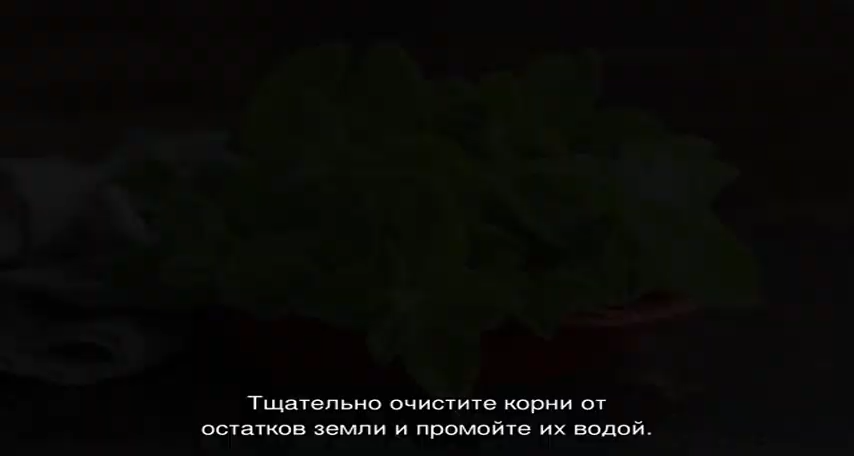 Тщательно очистите корни от
остатков земли и промойте их водой.